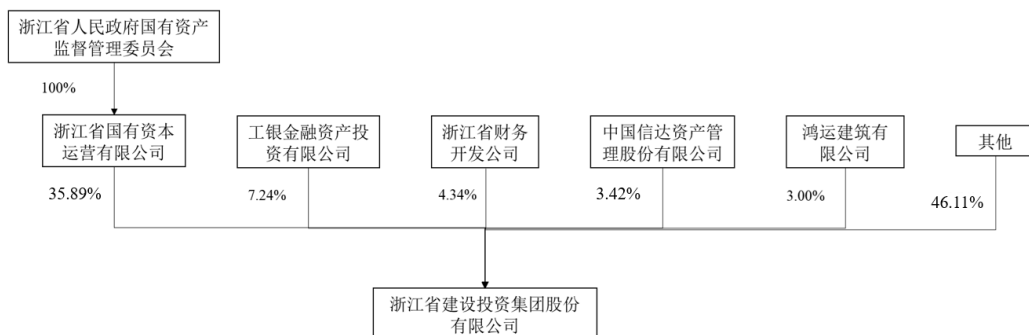 浙江省人民政府国有资产
监督管理委员会
100%
浙江省国有资本
运营有限公司
工银金融资产投
资有限公司
浙江省财务
开发公司
中国信达资产管
理股份有限公司
鸿运建筑有
限公司
其他
35.89%
7.24%
4.34%
3.42%
3.00%
46.11%
浙江省建设投资集团股份
有限公司